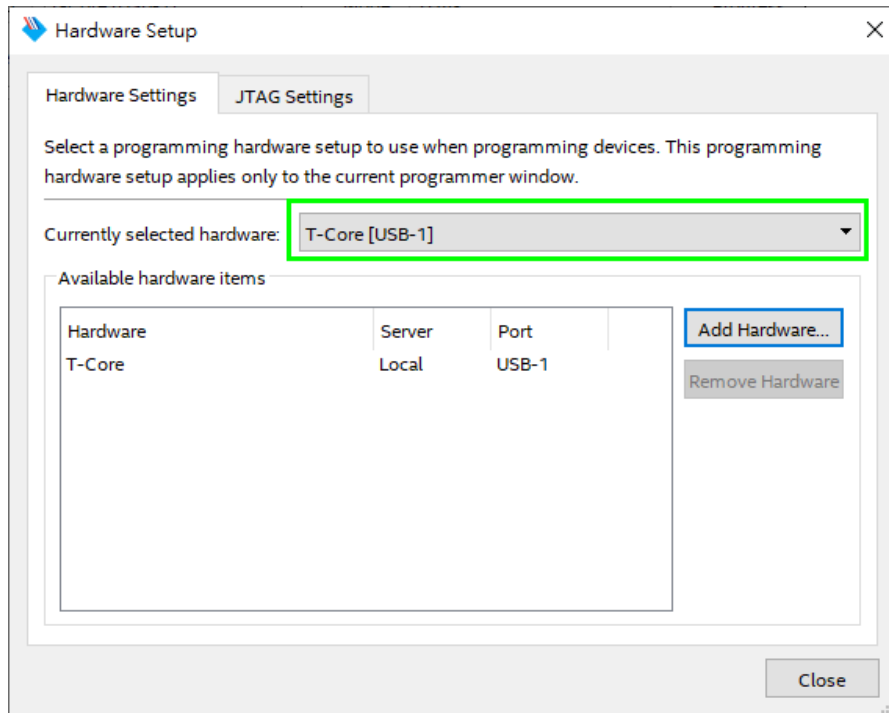 Hardware Setup
Hardware Settings
JTAG Settings
Select a programming hardware setup to use when programming devices. This programming
hardware setup applies only to the current programmer window.
Currently selected hardware: T-Core [USB-1]
Available hardware items
Hardware Server Port
T-Core Local USB-1
Add Hardware...
Remove Hardware
Close